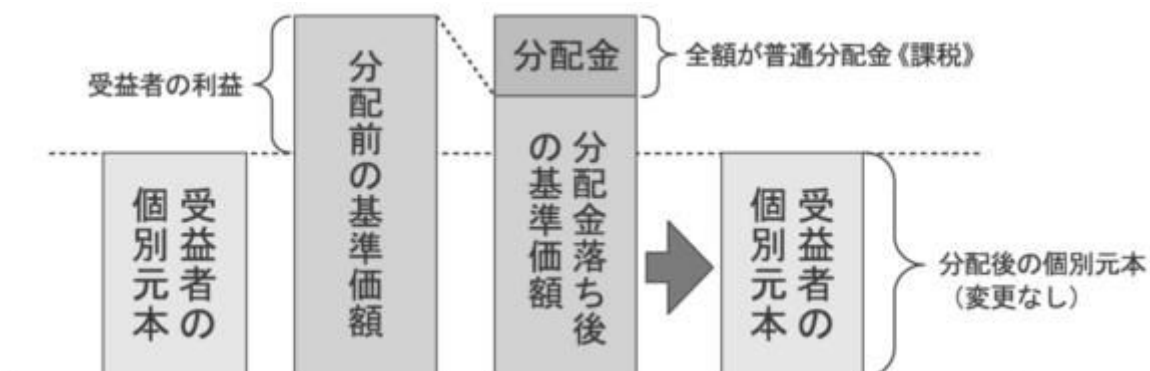 受益者の利益
受益者の
個別元本
分配前の基準価額
分配金
分配金落ち後
の基準価額
全額が普通分配金《課税》
受益者の
個別元本
分配後の個別元本
（変更なし）